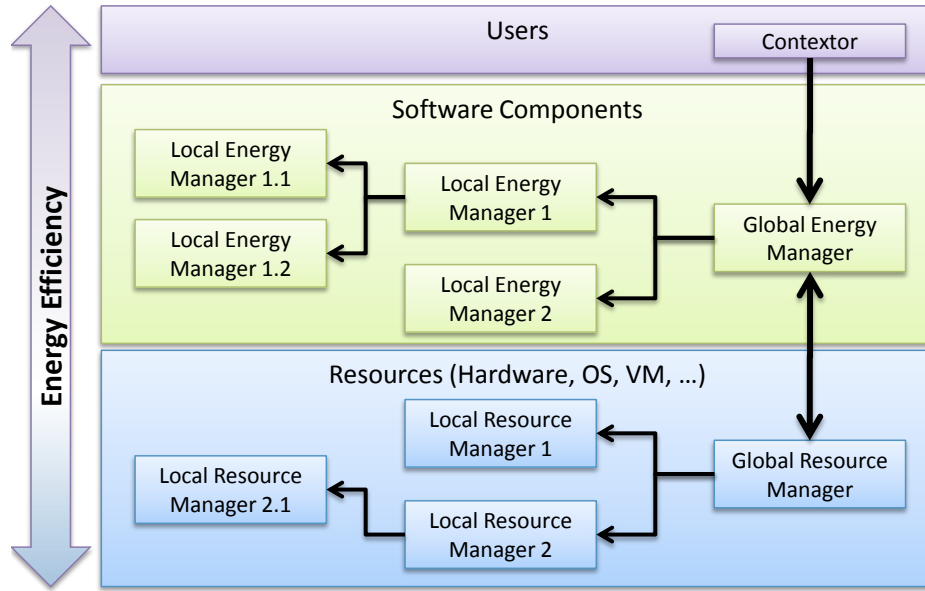 Energy Efficiency
Users
Contextor
Software Components
Local Energy
Manager 1.1
Local Energy
Manager 1.2
Local Energy
Manager 1
Local Energy
Manager 2
Global Energy
Manager
Resources (Hardware, OS, VM, ...)
Local Resource
Manager 1
Local Resource
Manager 2.1
Local Resource
Manager 2
Global Resource
Manager